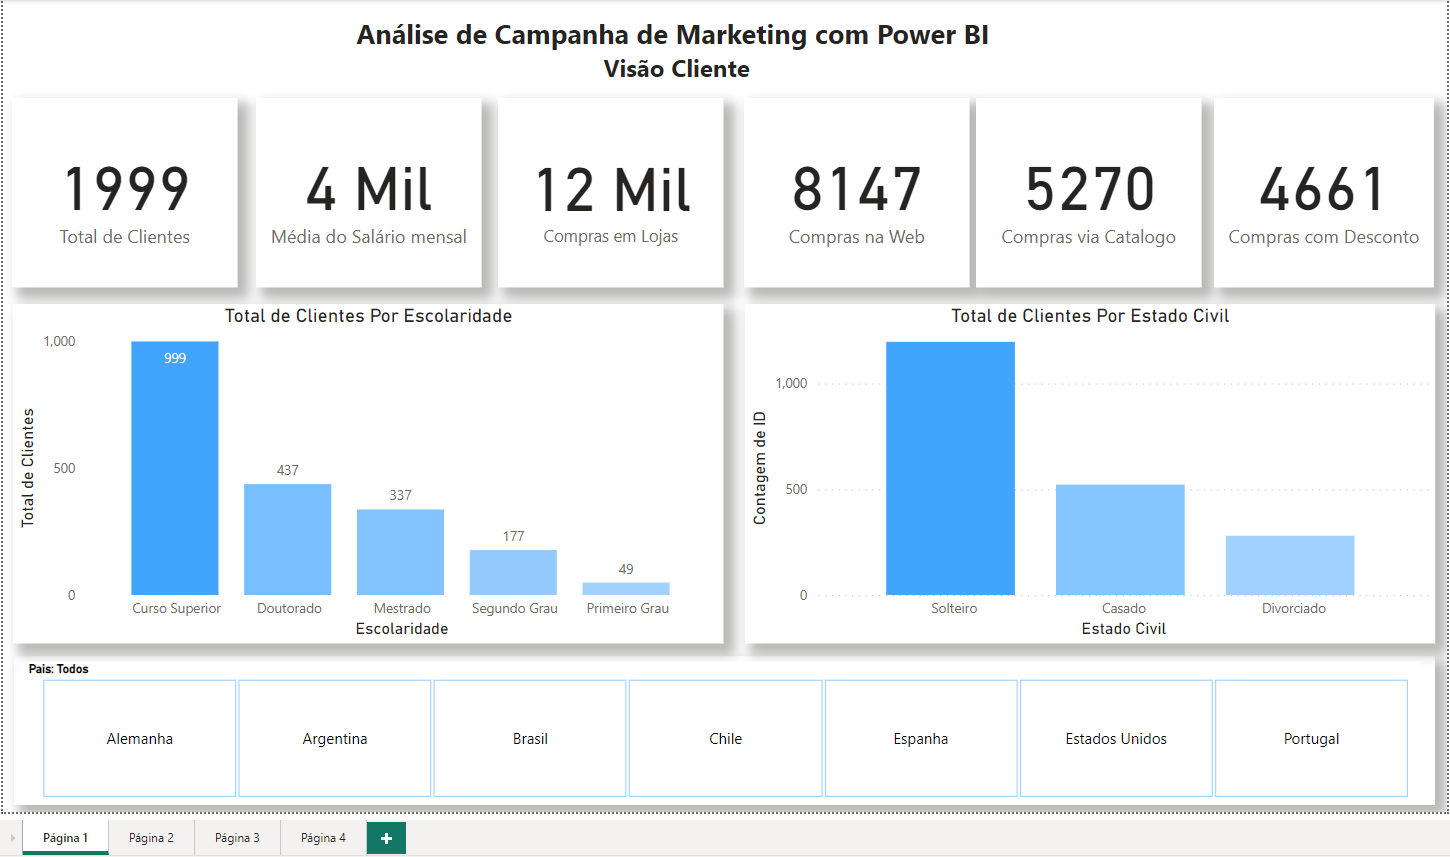 Análise de Campanha de Marketing com Power BI
Visão Cliente
1999
Total de Clientes
4 Mil
Média do Salário mensal
12 Mil
Compras em Lojas
8147
Compras na Web
5270
Compras via Catalogo
4661
Compras com Desconto
Total de Clientes Por Escolaridade
Total de Clientes
1,000
500
0
999
437
337
177
49
Curso Superior
Doutorado
Mestrado
Segundo Grau
Primeiro Grau
Escolaridade
Total de Clientes Por Estado Civil
Contagem de ID
1,000
500
0
Solteiro
Casado
Divorciado
Estado Civil
Pais: Todos
Alemanha
Argentina
Brasil
Chile
Espanha
Estados Unidos
Portugal
Página 1
Página 2
Página 3
Página 4
+